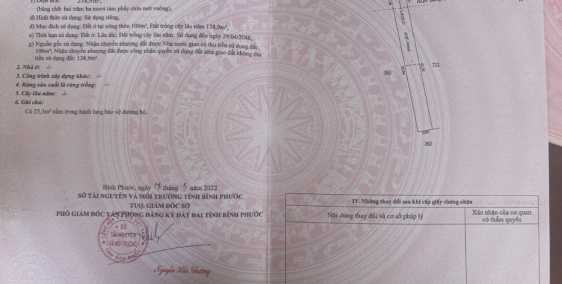 (bằng chữ: hai trăm ba mươi tám phẩy chín mét vuông),
d) Hình thức sử dụng: Sử dụng riêng,
đ) Mục đích sử dụng: Đất ở tại nông thôn 100m², Đất trồng cây lâu năm 138,9m²,
e) Thời hạn sử dụng: Đất ở: Lâu dài; Đất trồng cây lâu năm: Sử dụng đến ngày 29/04/2048,
g) Nguồn gốc sử dụng: Nhận chuyển nhượng đất được Nhà nước giao có thu tiền sử dụng đất: 100m²; Nhận chuyển nhượng đất được công nhận quyền sử dụng đất như giao đất không thu
tiền sử dụng đất: 138,9m².
2. Nhà ở: -/-
3. Công trình xây dựng khác: -/-
4. Rừng sản xuất là rừng trồng: -/-
5. Cây lâu năm: -/-
6. Ghi chú:
Có 25,3m² nằm trong hành lang bảo vệ đường bộ.
Bình Phước, ngày tháng 5 năm 2022
SỞ TÀI NGUYÊN VÀ MÔI TRƯỜNG TỈNH BÌNH PHƯỚC
TUQ. GIÁM ĐỐC SỞ
PHÓ GIÁM ĐỐC VĂN PHÒNG ĐĂNG KÝ ĐẤT ĐAI TỈNH BÌNH PHƯỚC
SỞ
TÀI NGUYÊN
VÀ MÔI TRƯỜNG
IV. Những thay đổi sau khi cấp giấy chứng nhận
Nội dung thay đổi và cơ sở pháp lý
Xác nhận của cơ quan
có thẩm quyền